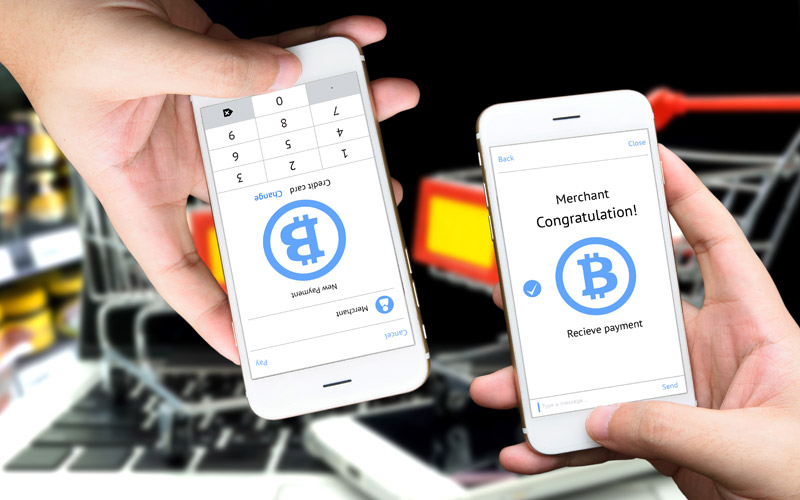 Cancel Pay
Merchant
New Payment
Credit card Change
1 2 3
4 5 6
7 8 9
. 0
Back Close
Merchant
Congratulation!
Recieve payment
Type a message
Send